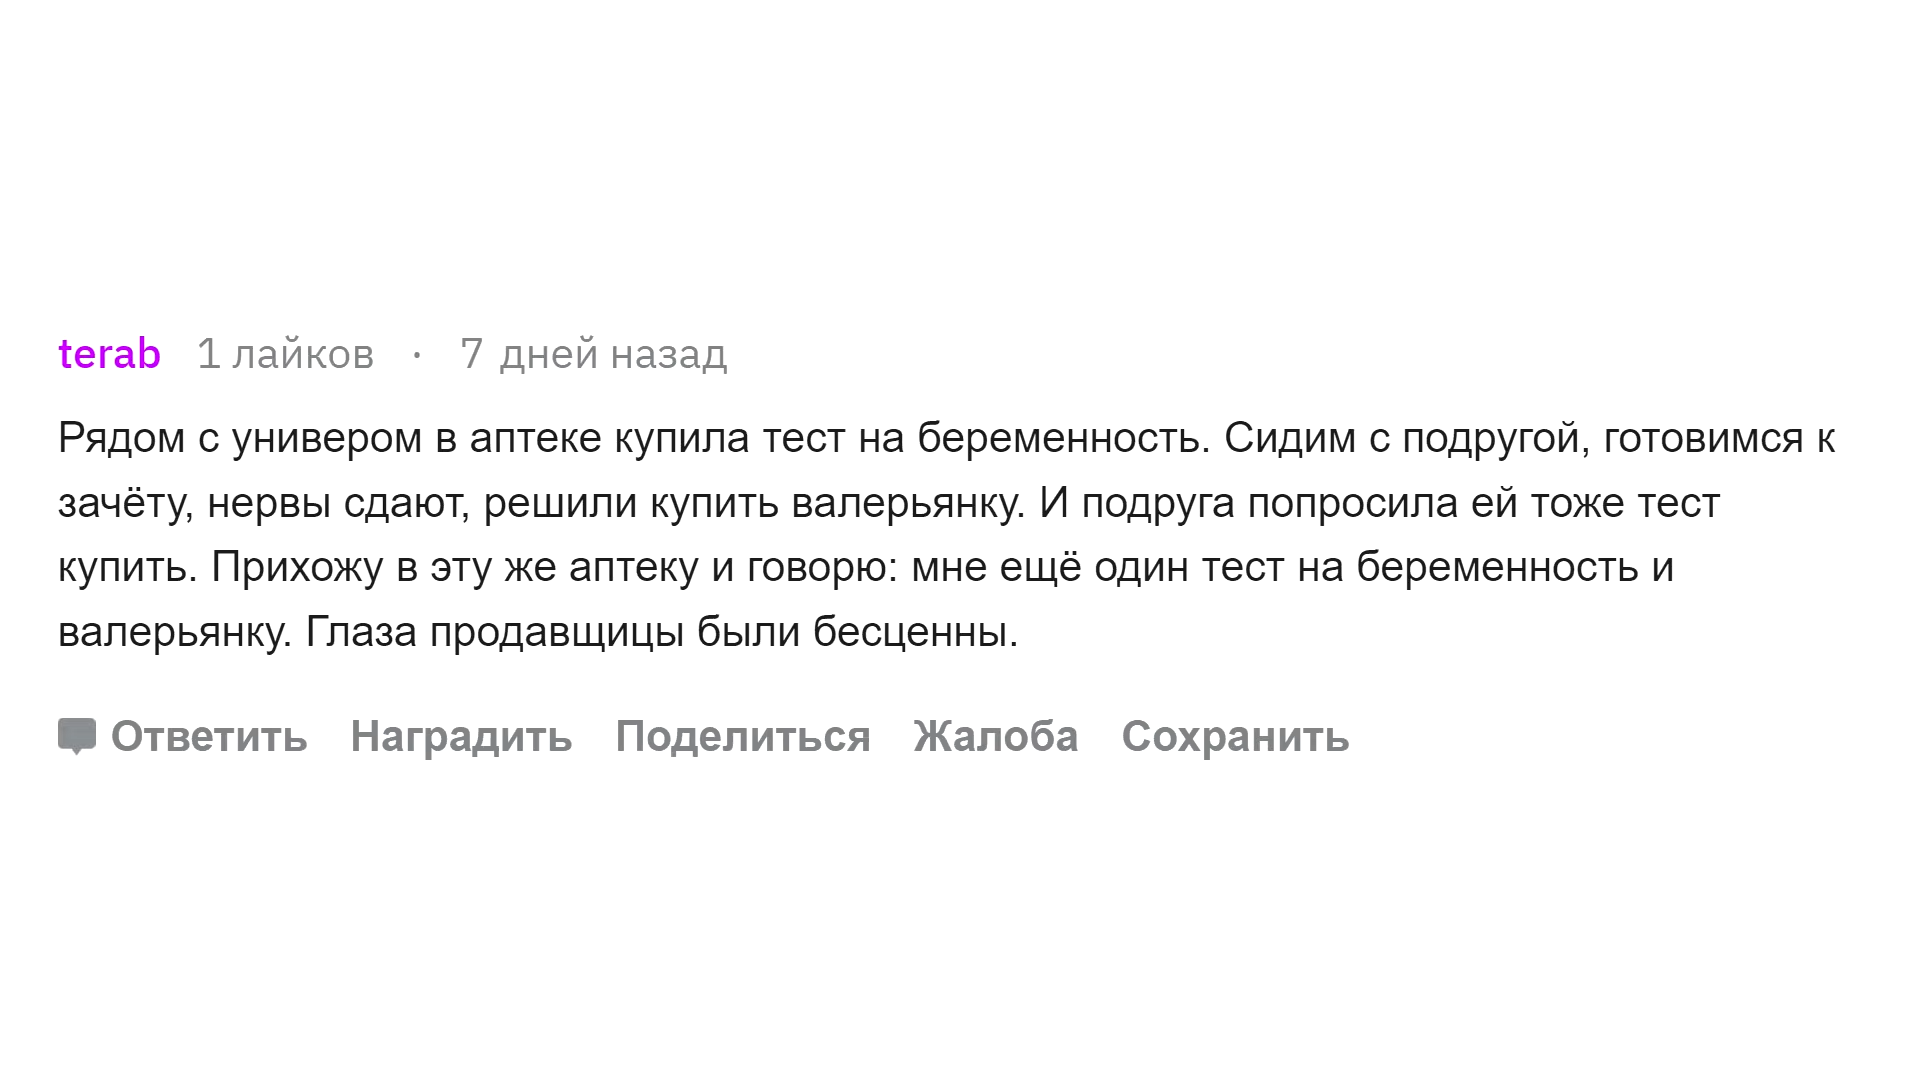 terab 1 лайков · 7 дней назад
Рядом с универом в аптеке купила тест на беременность. Сидим с подругой, готовимся к
зачёту, нервы сдают, решили купить валерьянку. И подруга попросила ей тоже тест
купить. Прихожу в эту же аптеку и говорю: мне ещё один тест на беременность и
валерьянку. Глаза продавщицы были бесценны.
Ответить Наградить Поделиться Жалоба Сохранить